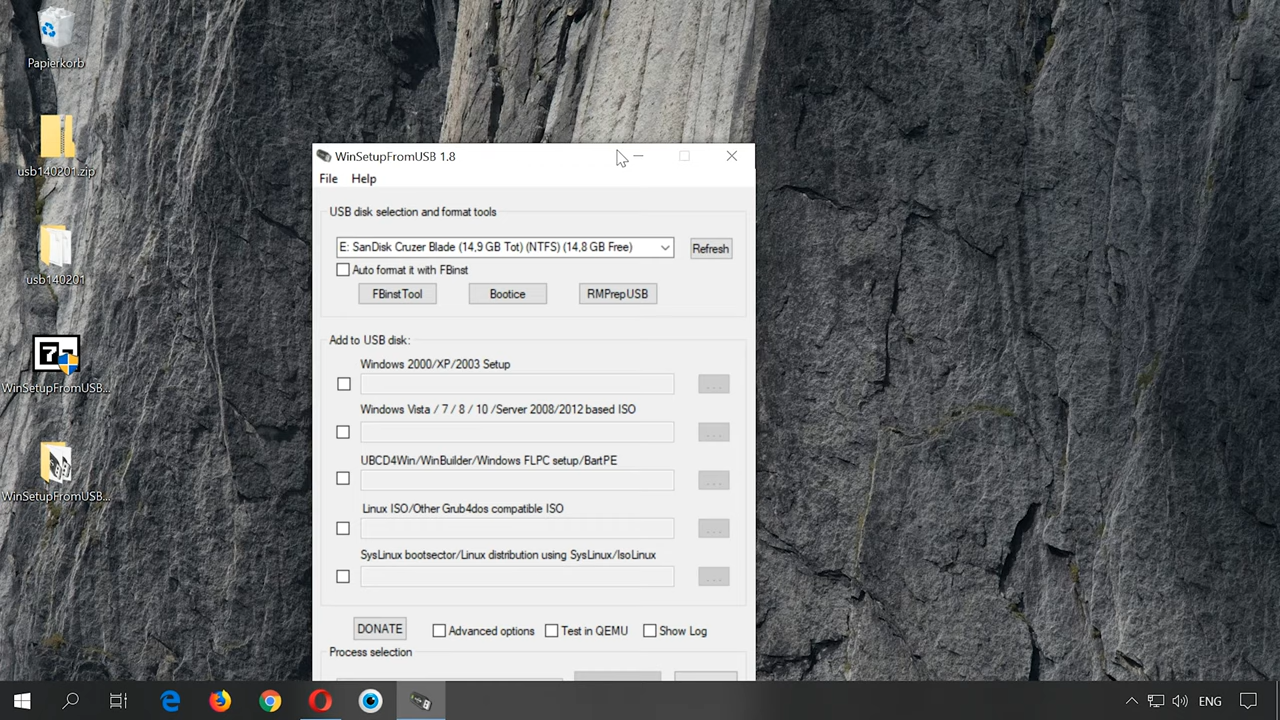 Papierkorb
usb140201.zip
usb140201
WinSetupFromUSB...
WinSetupFromUSB...
WinSetupFromUSB 1.8
File Help
USB disk selection and format tools
E: SanDisk Cruzer Blade (14,9 GB Tot) (NTFS) (14,8 GB Free)
Refresh
Auto format it with FBinst
FBinstTool Bootice RMPrepUSB
Add to USB disk:
Windows 2000/XP/2003 Setup
...
Windows Vista / 7 / 8 / 10 /Server 2008/2012 based ISO
...
UBCD4Win/WinBuilder/Windows FLPC setup/BartPE
...
Linux ISO/Other Grub4dos compatible ISO
...
SysLinux bootsector/Linux distribution using SysLinux/IsoLinux
...
DONATE Advanced options Test in QEMU Show Log
Process selection
ENG